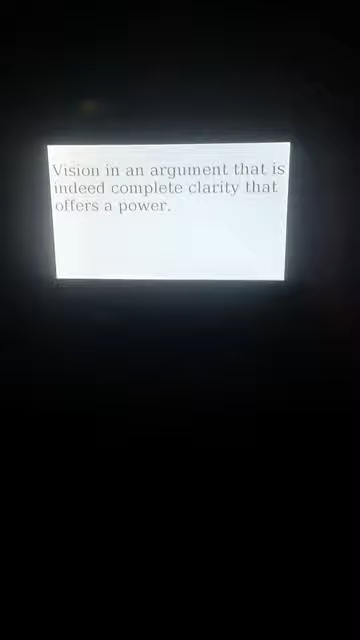 Vision in an argument that is
indeed complete clarity that
offers a power.